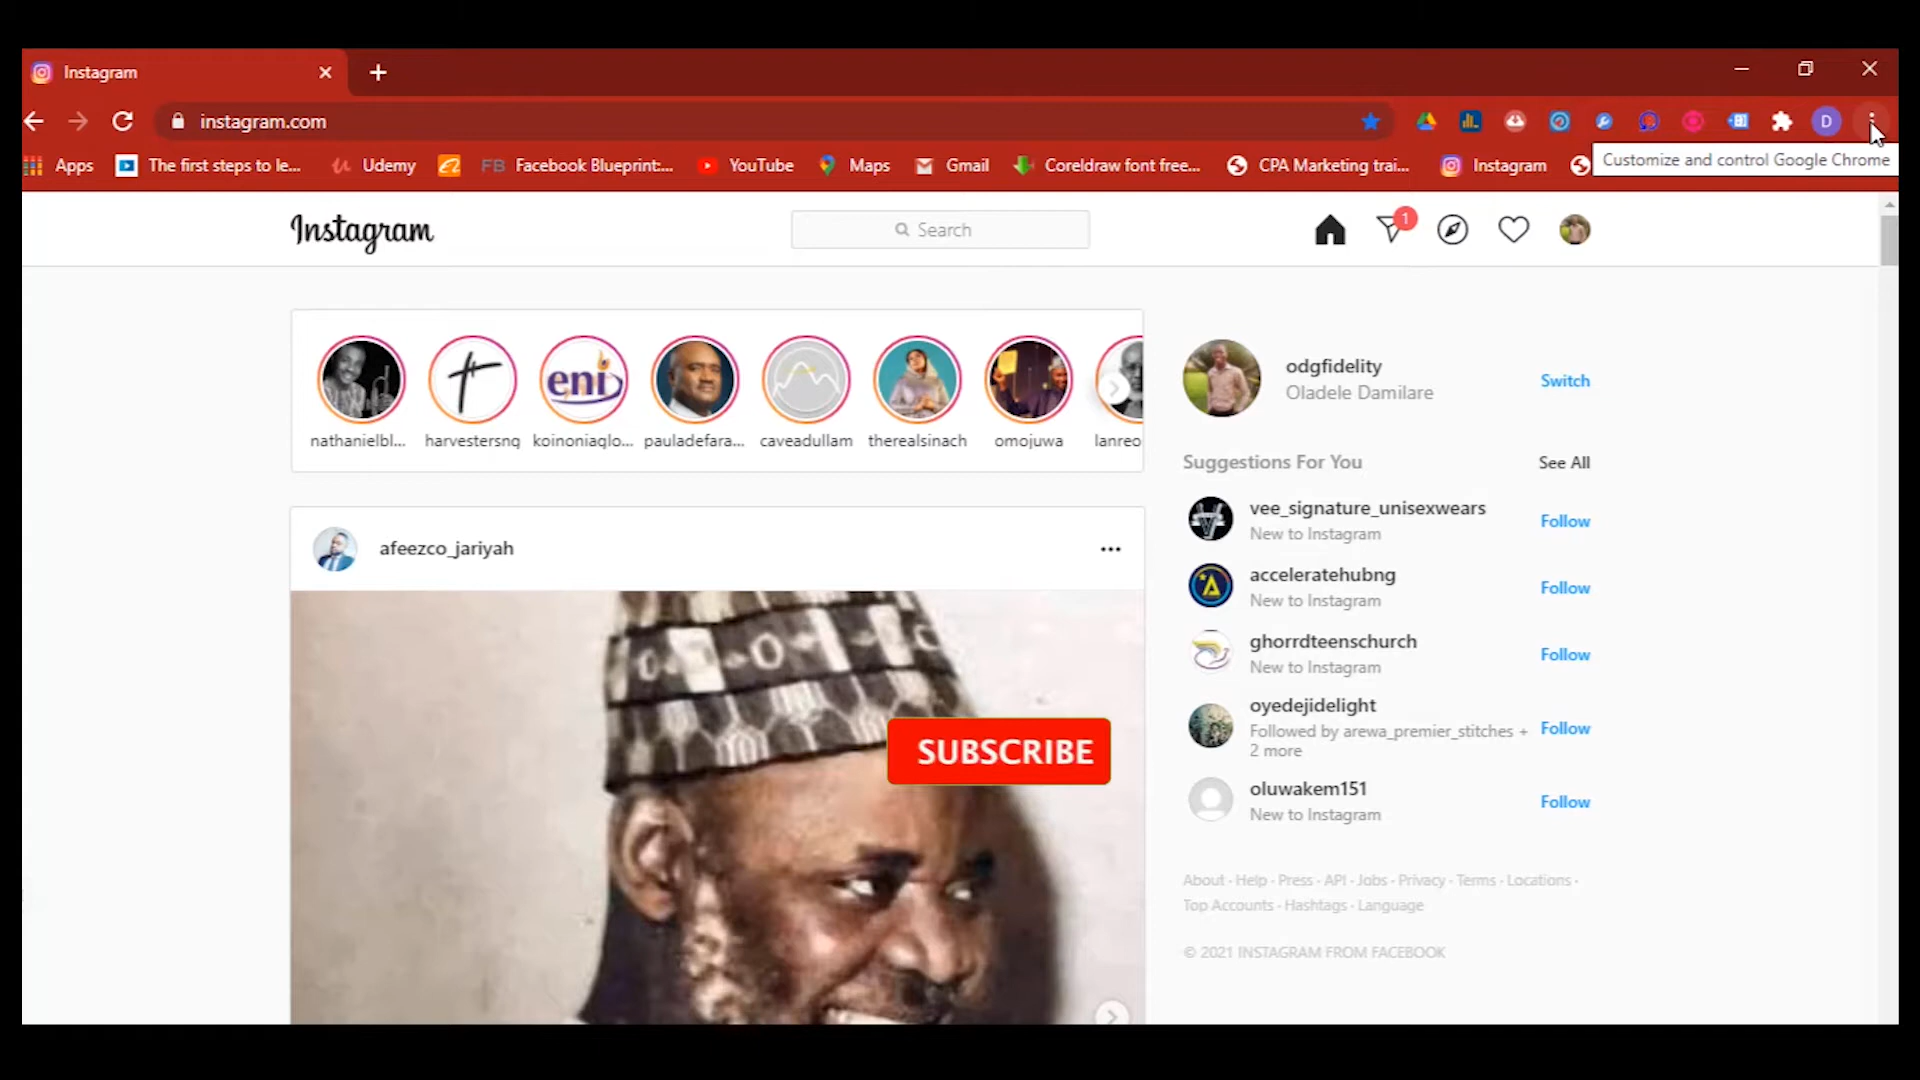 Instagram
instagram.com
D
Customize and control Google Chrome
Apps
The first steps to le...
Udemy
FB Facebook Blueprint:...
YouTube
Maps
Gmail
Coreldraw font free...
CPA Marketing trai...
Instagram
Instagram
Search
1
nathanielbl...
harvestersng
koinoniaglo...
eni
pauladefara...
caveadullam
therealsinach
omojuwa
lanreo
odgfidelity
Oladele Damilare
Switch
Suggestions For You
See All
vee_signature_unisexwears
New to Instagram
Follow
acceleratehubng
New to Instagram
Follow
ghorrdteenschurch
New to Instagram
Follow
oyedejidelight
Followed by arewa_premier_stitches +
2 more
Follow
oluwakem151
New to Instagram
Follow
About · Help · Press · API · Jobs · Privacy · Terms · Locations ·
Top Accounts · Hashtags · Language
© 2021 INSTAGRAM FROM FACEBOOK
afeezco_jariyah
SUBSCRIBE